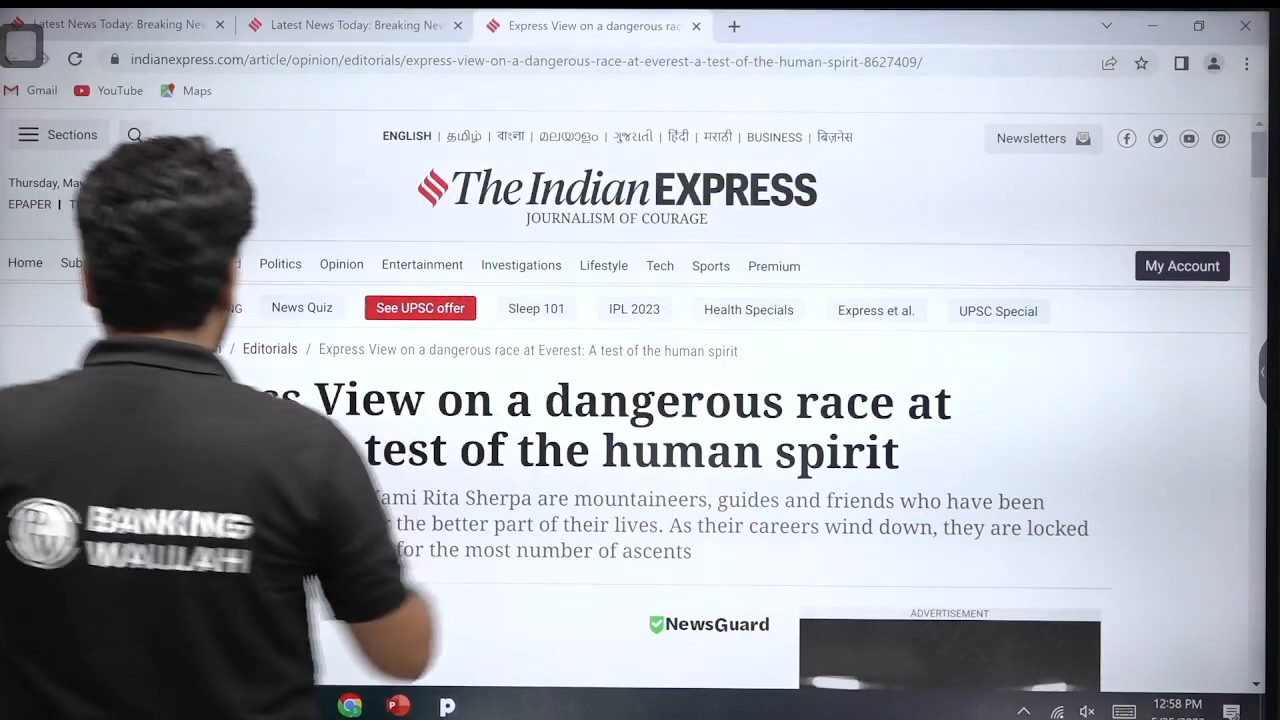 Latest News Today: Breaking New
Latest News Today: Breaking New
Express View on a dangerous rac
indianexpress.com/article/opinion/editorials/express-view-on-a-dangerous-race-at-everest-a-test-of-the-human-spirit-8627409/
Gmail YouTube Maps
Sections
ENGLISH | தமிழ் | বাংলা | മലയാളം | ગુજરાતી | हिंदी | मराठी | BUSINESS | बिज़नेस
Newsletters
Thursday, May
EPAPER
The Indian EXPRESS
JOURNALISM OF COURAGE
Home Politics Opinion Entertainment Investigations Lifestyle Tech Sports Premium
My Account
News Quiz See UPSC offer Sleep 101 IPL 2023 Health Specials Express et al. UPSC Special
/ Editorials / Express View on a dangerous race at Everest: A test of the human spirit
View on a dangerous race at
test of the human spirit
Kami Rita Sherpa are mountaineers, guides and friends who have been
the better part of their lives. As their careers wind down, they are locked
for the most number of ascents
BANKING
WALLAH
NewsGuard
ADVERTISEMENT
12:58 PM